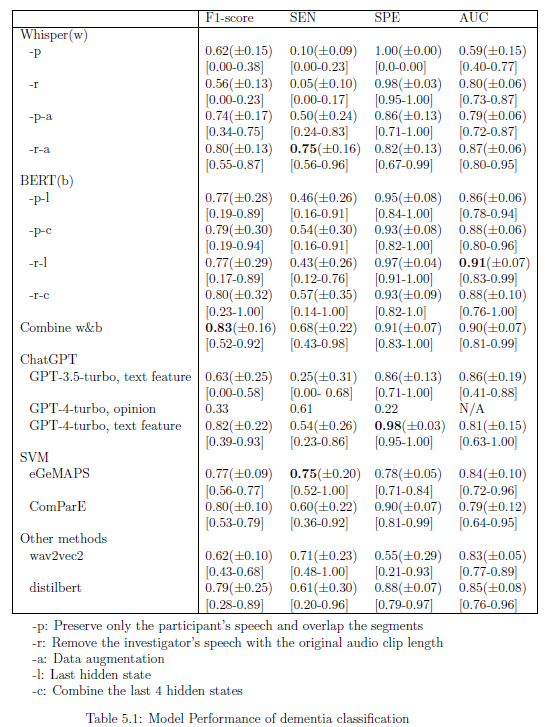 F1-score SEN SPE AUC
Whisper(w)
-p 0.62(±0.15) 0.10(±0.09) 1.00(±0.00) 0.59(±0.15)
[0.00-0.38] [0.00-0.23] [0.0-0.00] [0.40-0.77]
-r 0.56(±0.13) 0.05(±0.10) 0.98(±0.03) 0.80(±0.06)
[0.00-0.23] [0.00-0.17] [0.95-1.00] [0.73-0.87]
-p-a 0.74(±0.17) 0.50(±0.24) 0.86(±0.13) 0.79(±0.06)
[0.34-0.75] [0.24-0.83] [0.71-1.00] [0.72-0.87]
-r-a 0.80(±0.13) 0.75(±0.16) 0.82(±0.13) 0.87(±0.06)
[0.55-0.87] [0.56-0.96] [0.67-0.99] [0.80-0.95]
BERT(b)
-p-l 0.77(±0.28) 0.46(±0.26) 0.95(±0.08) 0.86(±0.06)
[0.19-0.89] [0.16-0.91] [0.84-1.00] [0.78-0.94]
-p-c 0.79(±0.30) 0.54(±0.30) 0.93(±0.08) 0.88(±0.06)
[0.19-0.94] [0.16-0.91] [0.82-1.00] [0.80-0.96]
-r-l 0.77(±0.29) 0.43(±0.26) 0.97(±0.04) 0.91(±0.07)
[0.17-0.89] [0.12-0.76] [0.91-1.00] [0.83-0.99]
-r-c 0.80(±0.32) 0.57(±0.35) 0.93(±0.09) 0.88(±0.10)
[0.23-1.00] [0.14-1.00] [0.82-1.0] [0.76-1.00]
Combine w&b 0.83(±0.16) 0.68(±0.22) 0.91(±0.07) 0.90(±0.07)
[0.52-0.92] [0.43-0.98] [0.83-1.00] [0.81-0.99]
ChatGPT
GPT-3.5-turbo, text feature 0.63(±0.25) 0.25(±0.31) 0.86(±0.13) 0.86(±0.19)
[0.00-0.58] [0.00- 0.68] [0.71-1.00] [0.41-0.88]
GPT-4-turbo, opinion 0.33 0.61 0.22 N/A
GPT-4-turbo, text feature 0.82(±0.22) 0.54(±0.26) 0.98(±0.03) 0.81(±0.15)
[0.39-0.93] [0.23-0.86] [0.95-1.00] [0.63-1.00]
SVM
eGeMAPS 0.77(±0.09) 0.75(±0.20) 0.78(±0.05) 0.84(±0.10)
[0.56-0.77] [0.52-1.00] [0.71-0.84] [0.72-0.96]
ComParE 0.80(±0.10) 0.60(±0.22) 0.90(±0.07) 0.79(±0.12)
[0.53-0.79] [0.36-0.92] [0.81-0.99] [0.64-0.95]
Other methods
wav2vec2 0.62(±0.10) 0.71(±0.23) 0.55(±0.29) 0.83(±0.05)
[0.43-0.68] [0.48-1.00] [0.21-0.93] [0.77-0.89]
distilbert 0.79(±0.25) 0.61(±0.30) 0.88(±0.07) 0.85(±0.08)
[0.28-0.89] [0.20-0.96] [0.79-0.97] [0.76-0.96]
-p: Preserve only the participant's speech and overlap the segments
-r: Remove the investigator's speech with the original audio clip length
-a: Data augmentation
-l: Last hidden state
-c: Combine the last 4 hidden states
Table 5.1: Model Performance of dementia classification